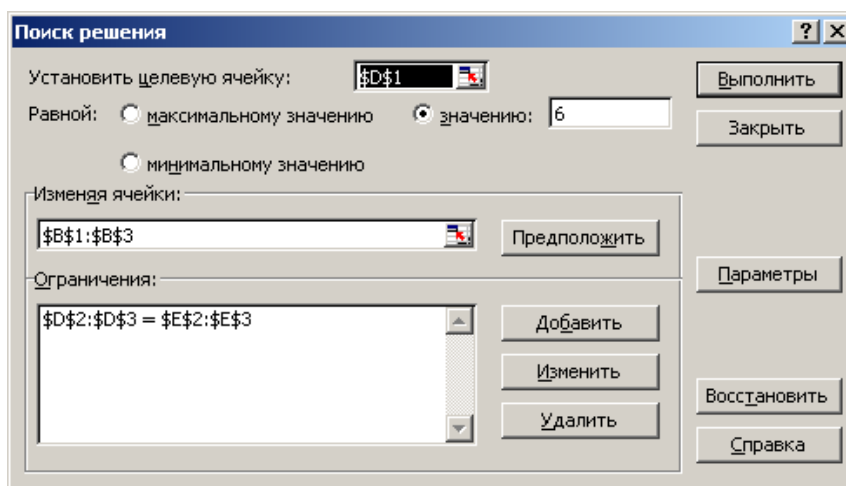 Поиск решения
Установить целевую ячейку: $D$1
Равной: максимальному значению значению: 6
минимальному значению
Изменяя ячейки:
$B$1:$B$3
Предположить
Ограничения:
$D$2:$D$3 = $E$2:$E$3
Добавить
Изменить
Удалить
Выполнить
Закрыть
Параметры
Восстановить
Справка